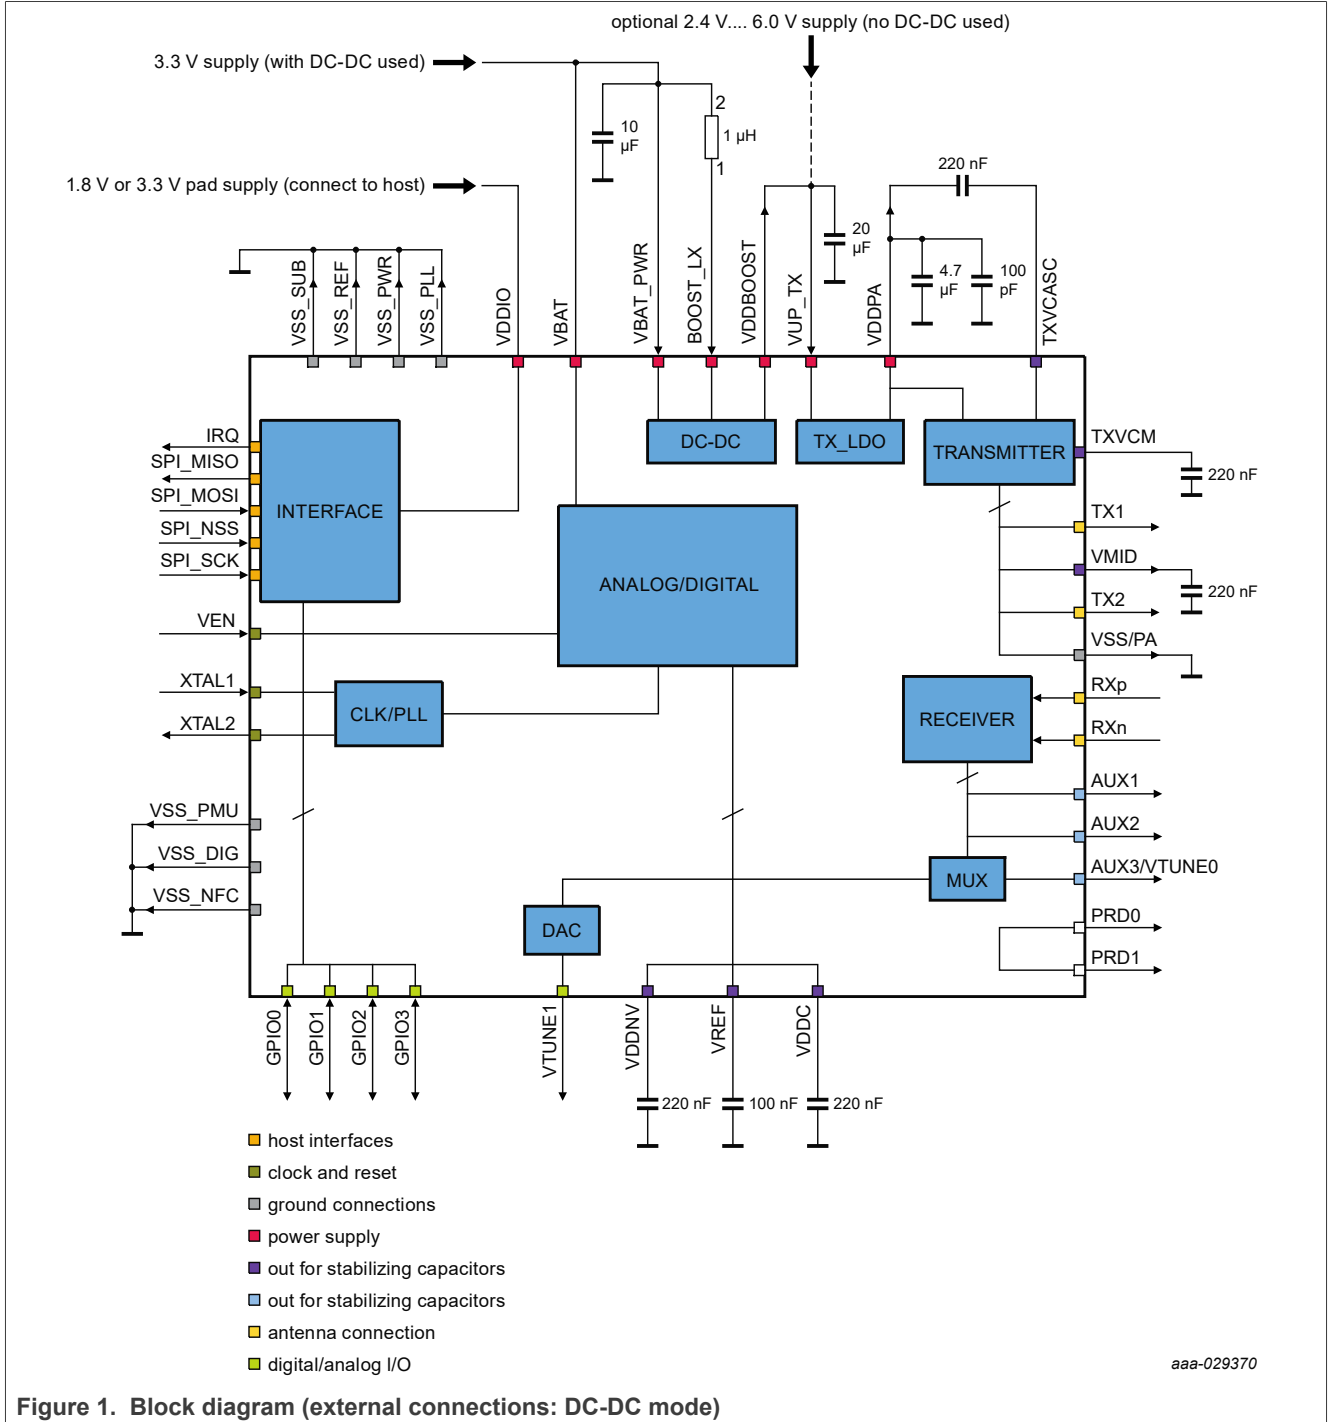 optional 2.4 V.... 6.0 V supply (no DC-DC used)
3.3 V supply (with DC-DC used)
2
10
µF
1 µH
1
220 nF
1.8 V or 3.3 V pad supply (connect to host)
20
µF
4.7
µF
100
pF
VSS_SUB
VSS_REF
VSS_PWR
VSS_PLL
VDDIO
VBAT
VBAT_PWR
BOOST_LX
VDDBOOST
VUP_TX
VDDPA
TXVCASC
IRQ
SPI_MISO
SPI_MOSI
SPI_NSS
SPI_SCK
INTERFACE
DC-DC
TX_LDO
TRANSMITTER
TXVCM
220 nF
TX1
VMID
220 nF
TX2
VSS/PA
ANALOG/DIGITAL
VEN
XTAL1
XTAL2
CLK/PLL
RECEIVER
RXp
RXn
AUX1
AUX2
AUX3/VTUNE0
MUX
DAC
PRD0
PRD1
VSS_PMU
VSS_DIG
VSS_NFC
GPIO0
GPIO1
GPIO2
GPIO3
VTUNE1
VDDNV
VREF
VDDC
220 nF
100 nF
220 nF
host interfaces
clock and reset
ground connections
power supply
out for stabilizing capacitors
out for stabilizing capacitors
antenna connection
digital/analog I/O
aaa-029370
Figure 1. Block diagram (external connections: DC-DC mode)